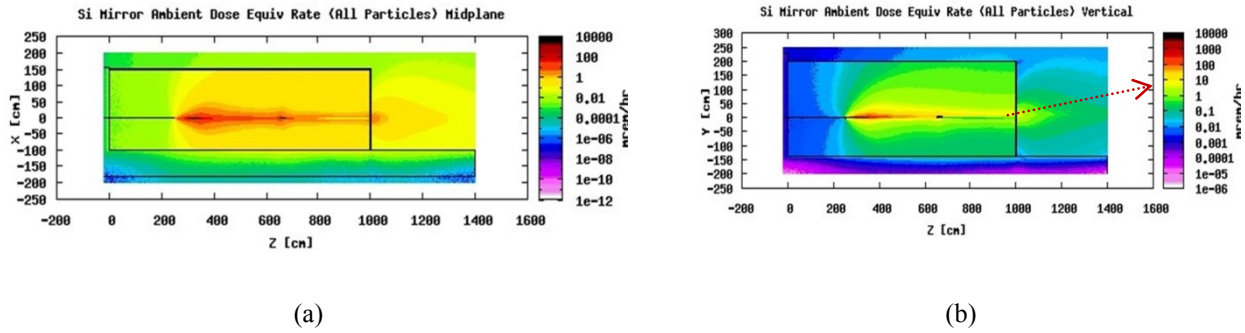 Si Mirror Ambient Dose Equiv Rate (All Particles) Midplane
250
200
150
100
50
0
-50
-100
-150
-200
-250
X [cm]
-200 0 200 400 600 800 1000 1200 1400 1600
Z [cm]
10000
100
1
0.01
0.0001
1e-06
1e-08
1e-10
1e-12
mrem/hr
(a)
Si Mirror Ambient Dose Equiv Rate (All Particles) Vertical
300
250
200
150
100
50
0
-50
-100
-150
-200
-250
Y [cm]
-200 0 200 400 600 800 1000 1200 1400 1600
Z [cm]
10000
1000
100
10
1
0.1
0.01
0.001
0.0001
1e-05
1e-06
mrem/hr
(b)